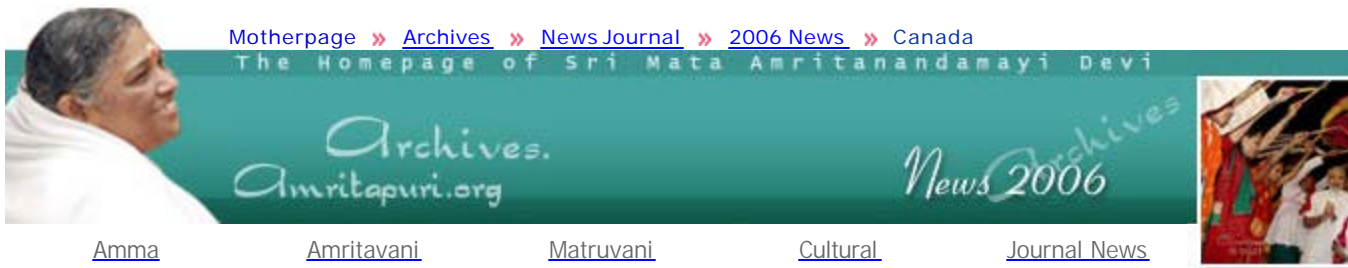 Motherpage » Archives » News Journal » 2006 News » Canada
The Homepage of Sri Mata Amritanandamayi Devi
Archives
Archives.
Amritapuri.org
News 2006
Amma Amritavani Matruvani Cultural Journal News